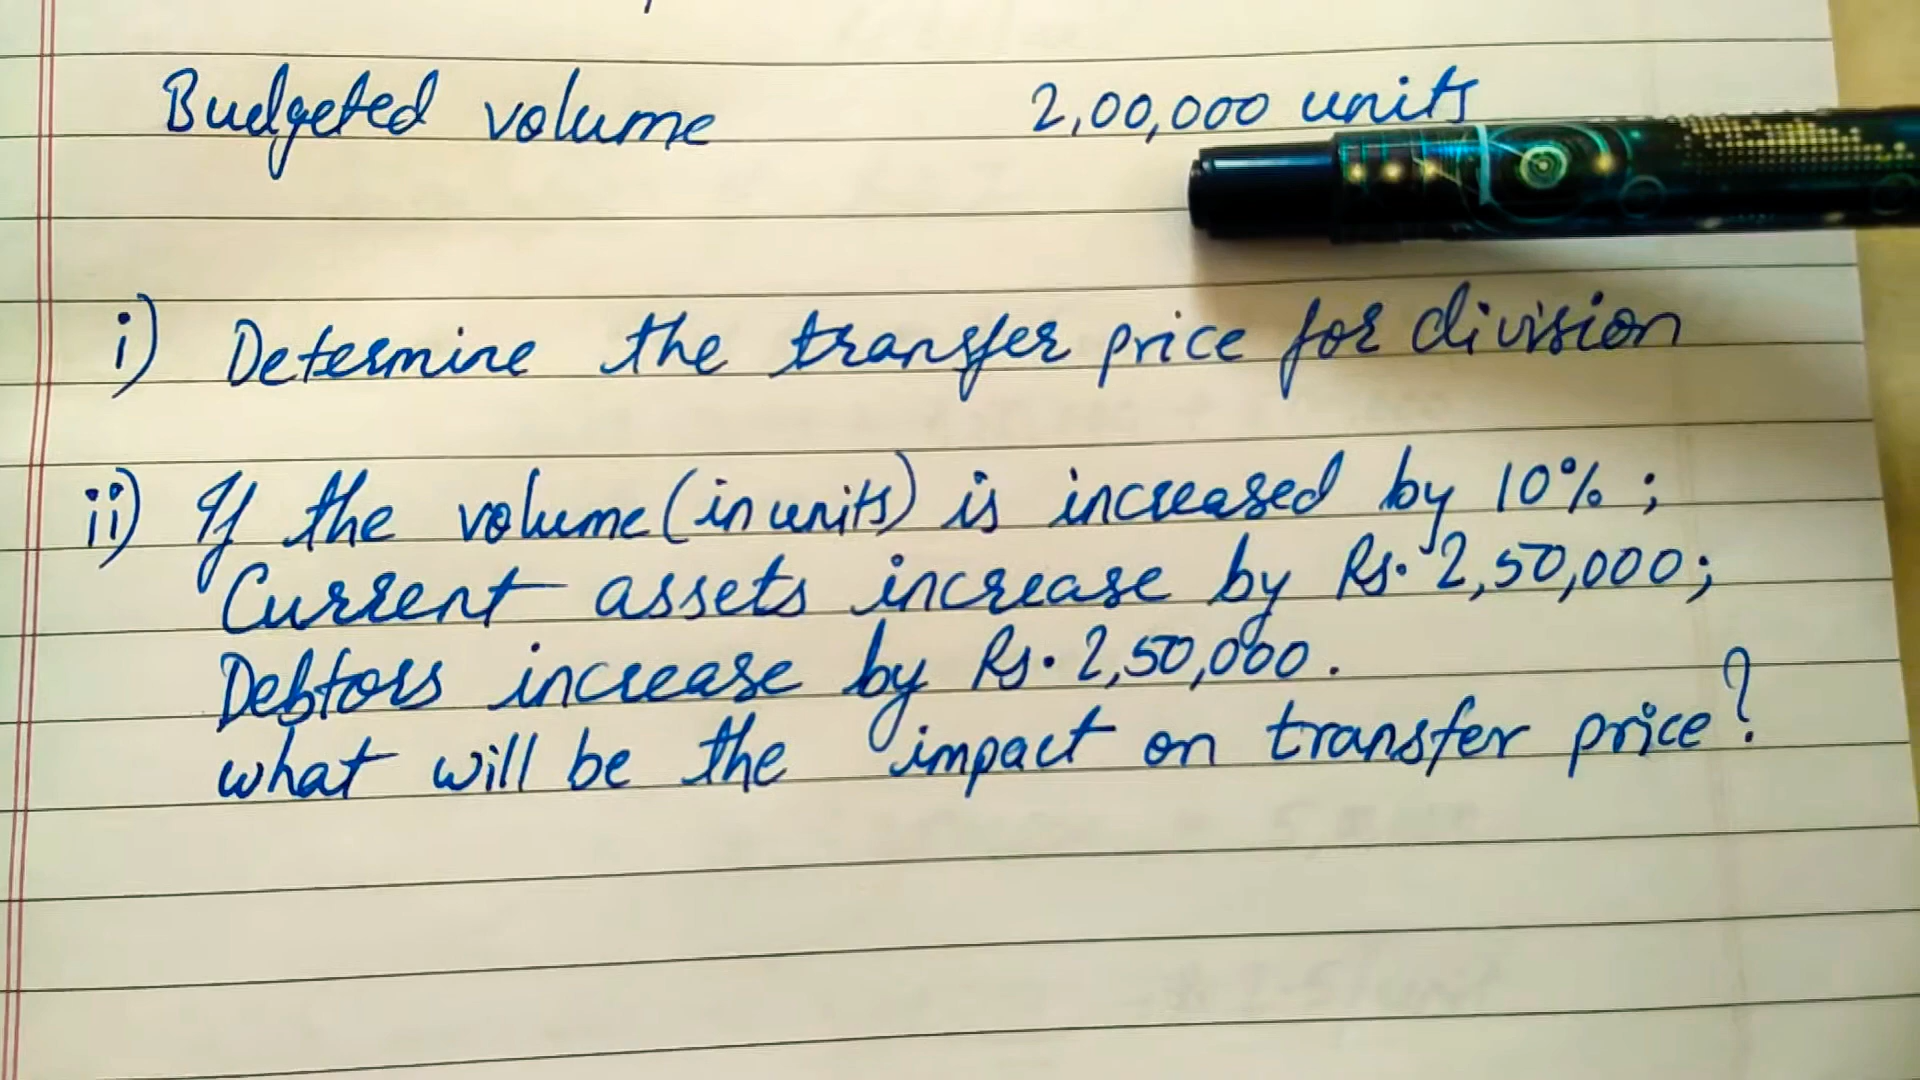 Budgeted volume 2,00,000 units
i) Determine the transfer price for division
ii) If the volume (in units) is increased by 10% ;
Current assets increase by Rs. 2,50,000;
Debtors increase by Rs. 2,50,000.
what will be the impact on transfer price?